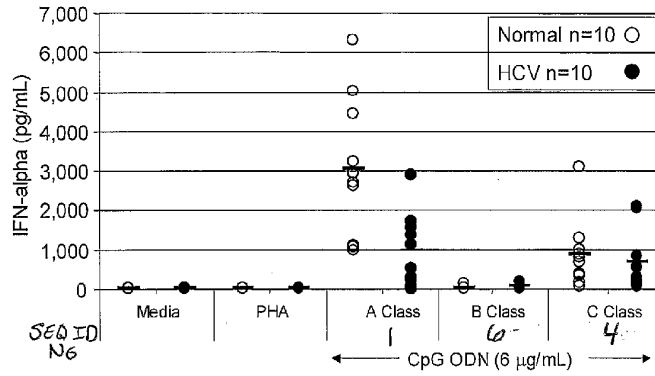 7,000
6,000
5,000
4,000
3,000
2,000
1,000
0
IFN-alpha (pg/mL)
Normal n=10
HCV n=10
Media PHA A Class B Class C Class
SEQ ID 1 6 4
NO
CpG ODN (6 µg/mL)